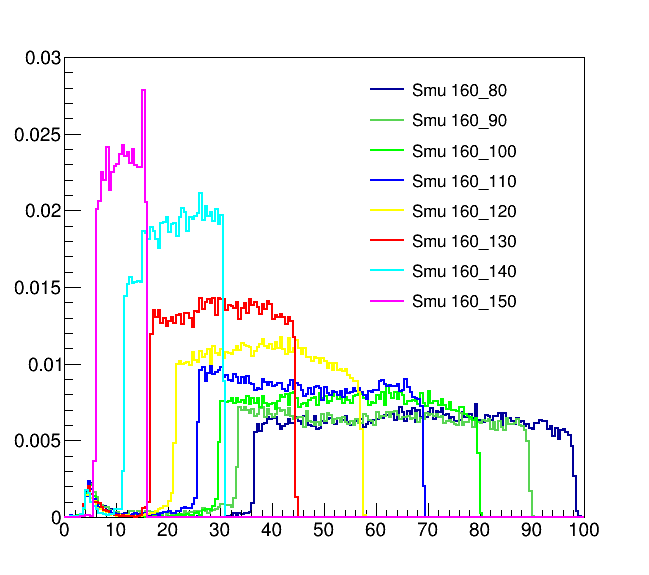 0.03
0.025
0.02
0.015
0.01
0.005
0
Smu 160_80
Smu 160_90
Smu 160_100
Smu 160_110
Smu 160_120
Smu 160_130
Smu 160_140
Smu 160_150
0 10 20 30 40 50 60 70 80 90 100